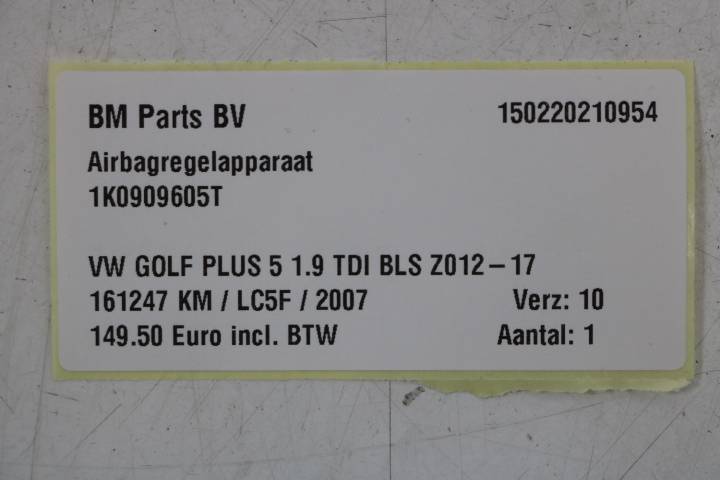 BM Parts BV 150220210954
Airbagregelapparaat
1K0909605T
VW GOLF PLUS 5 1.9 TDI BLS Z012-17
161247 KM / LC5F / 2007 Verz: 10
149.50 Euro incl. BTW Aantal: 1